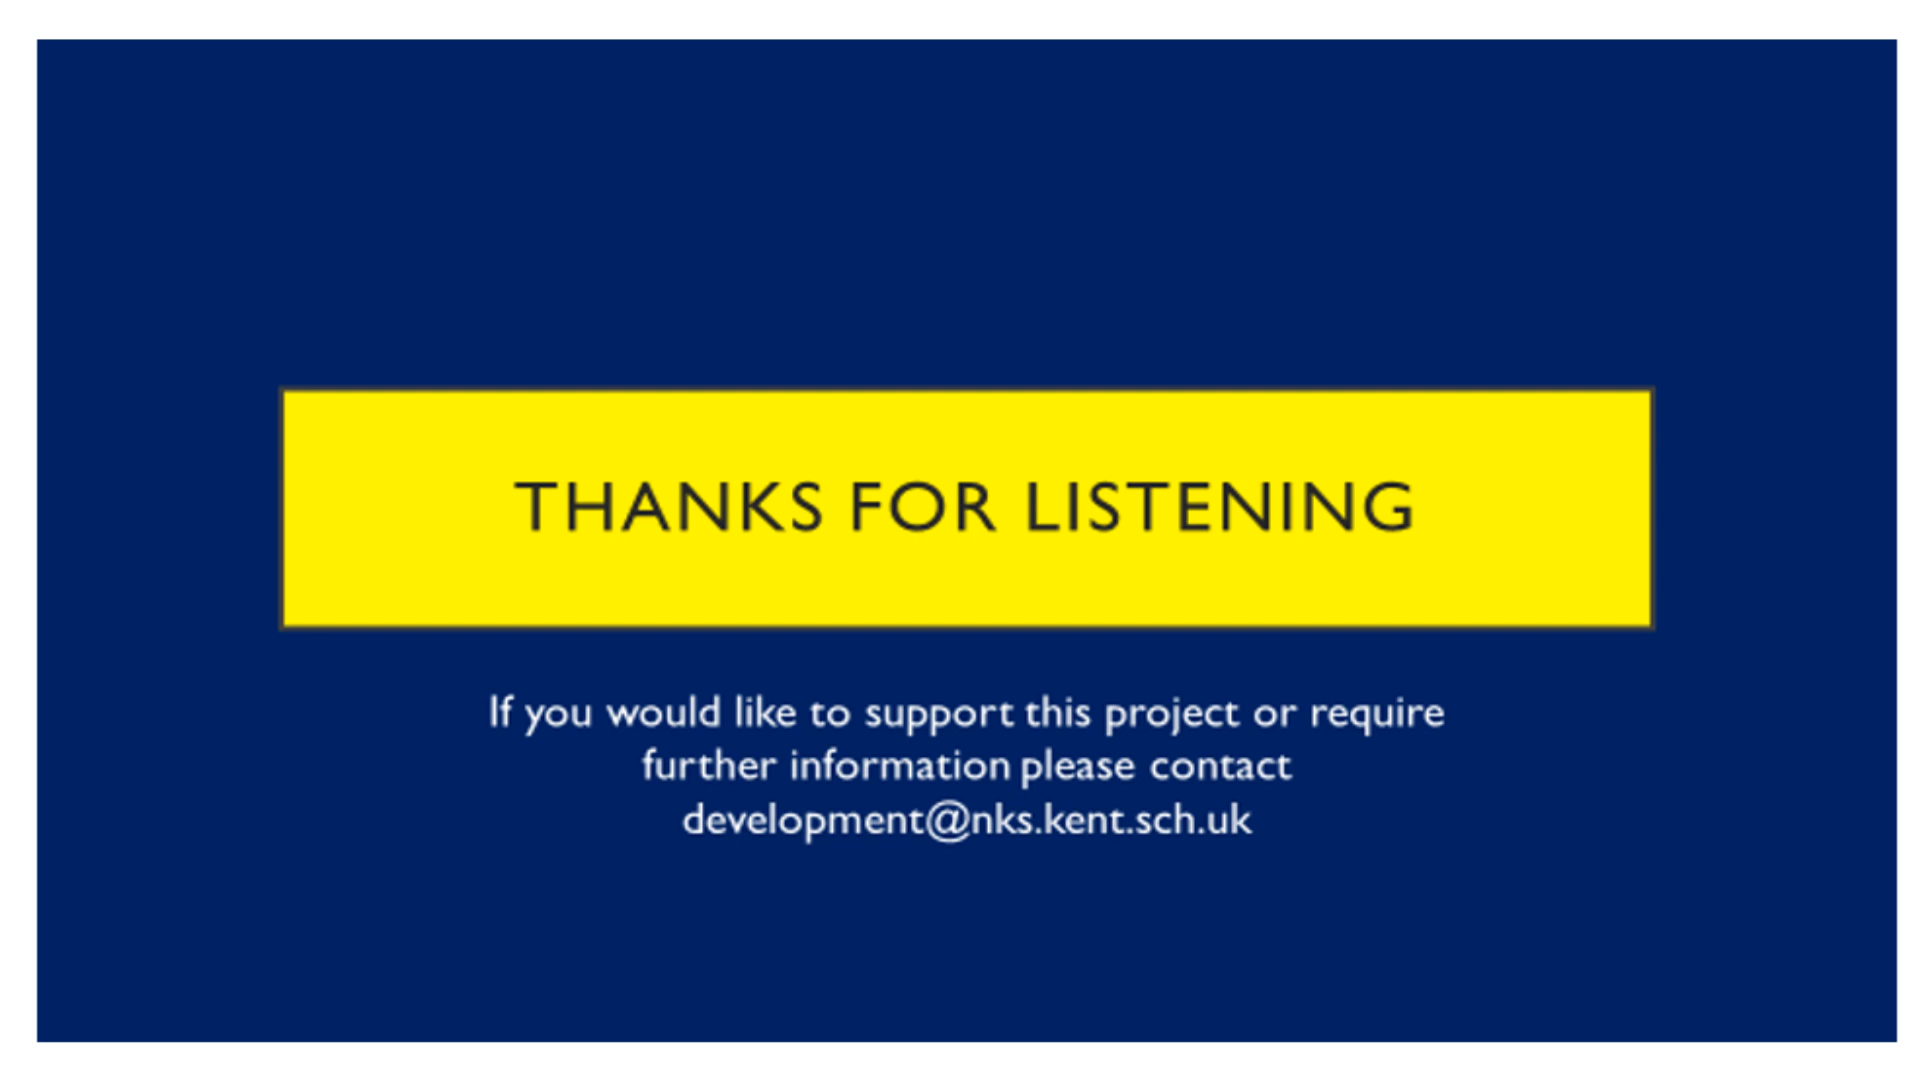 THANKS FOR LISTENING
If you would like to support this project or require
further information please contact
development@nks.kent.sch.uk